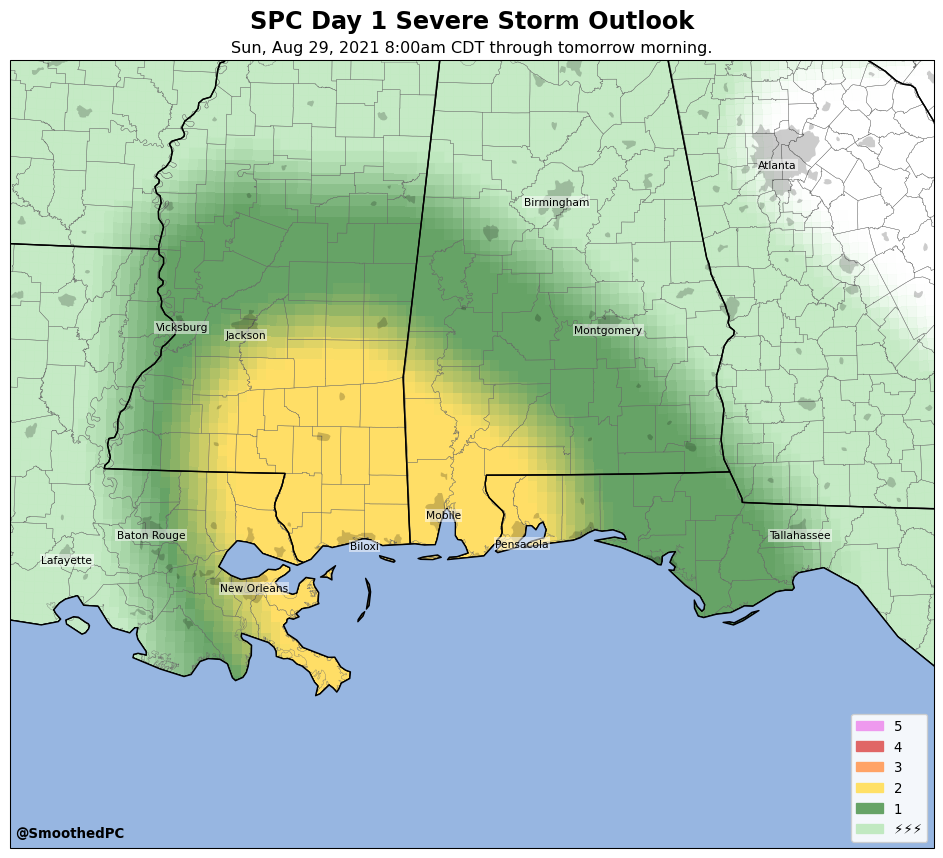 SPC Day 1 Severe Storm Outlook
Sun, Aug 29, 2021 8:00am CDT through tomorrow morning.
Atlanta
Birmingham
Vicksburg
Jackson
Montgomery
Mobile
Baton Rouge
Biloxi
Pensacola
Tallahassee
Lafayette
New Orleans
5
4
3
2
1
⚡⚡⚡
@SmoothedPC